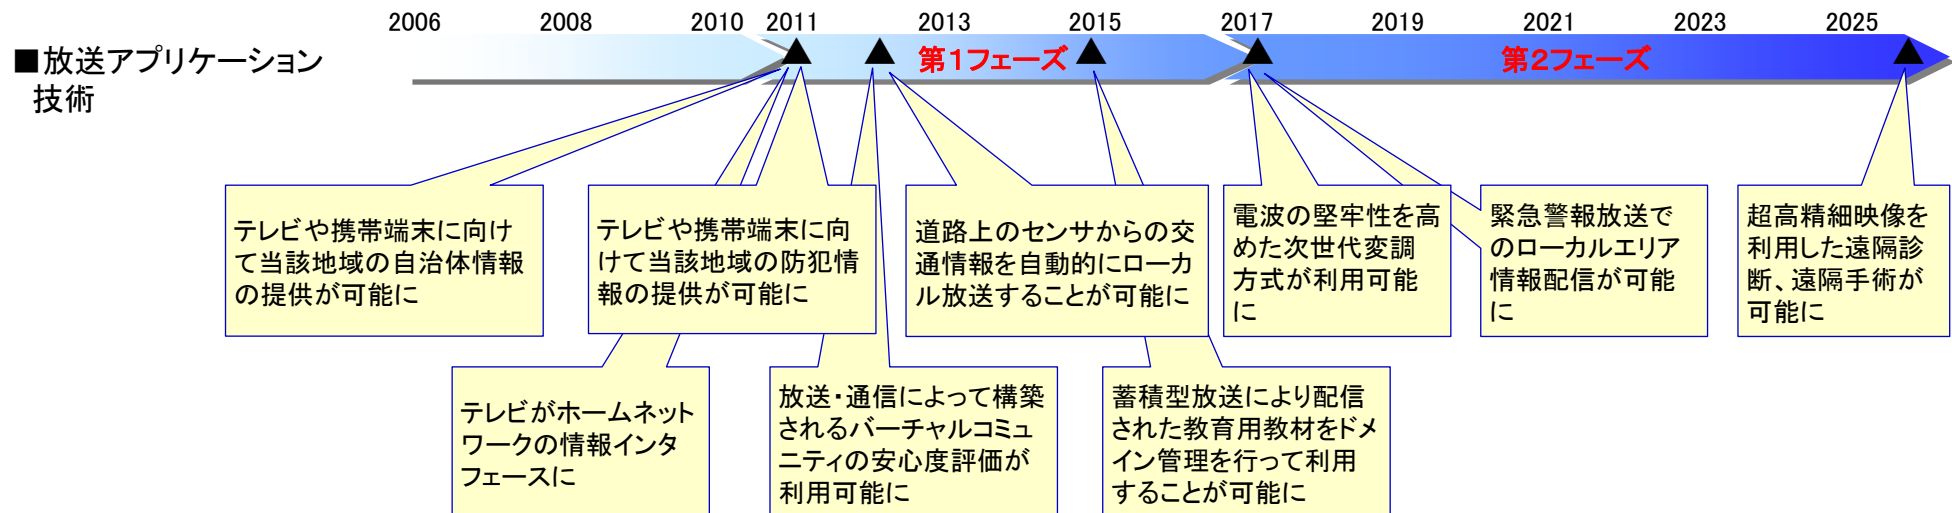 2006 2008 2010 2011 2013 2015 2017 2019 2021 2023 2025
■放送アプリケーション
技術
第1フェーズ
第2フェーズ
テレビや携帯端末に向け
て当該地域の自治体情報
の提供が可能に
テレビや携帯端末に向
けて当該地域の防犯情
報の提供が可能に
道路上のセンサからの交
通情報を自動的にローカ
ル放送することが可能に
電波の堅牢性を高
めた次世代変調
方式が利用可能
に
緊急警報放送で
のローカルエリア
情報配信が可能
に
超高精細映像を
利用した遠隔診
断、遠隔手術が
可能に
テレビがホームネット
ワークの情報インタ
フェースに
放送・通信によって構築
されるバーチャルコミュ
ニティの安心度評価が
利用可能に
蓄積型放送により配信
された教育用教材をドメ
イン管理を行って利用
することが可能に